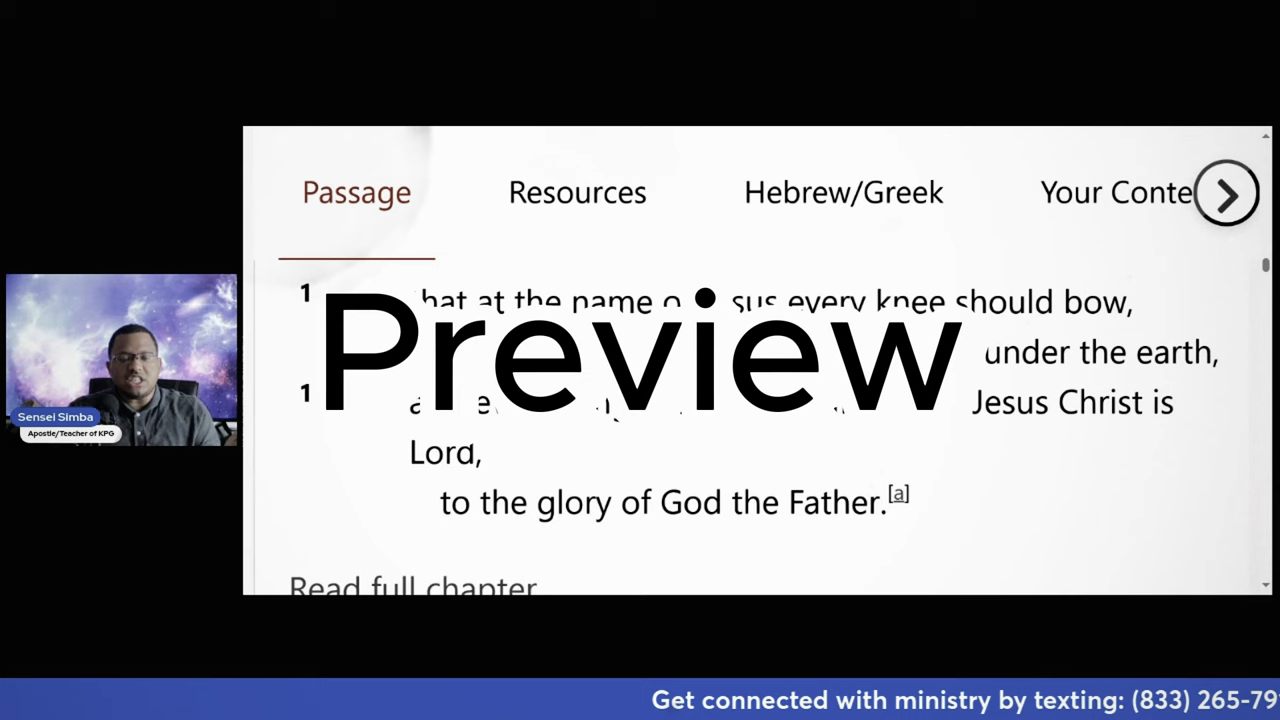 Passage
Resources
Hebrew/Greek
Your Conte
1
at the name
every knee should bow,
Preview
under the earth,
1
Jesus Christ is
Lord,
to the glory of God the Father.[a]
Read full chapter
Sensei Simba
Apostle/Teacher of KPG
Get connected with ministry by texting: (833) 265-79